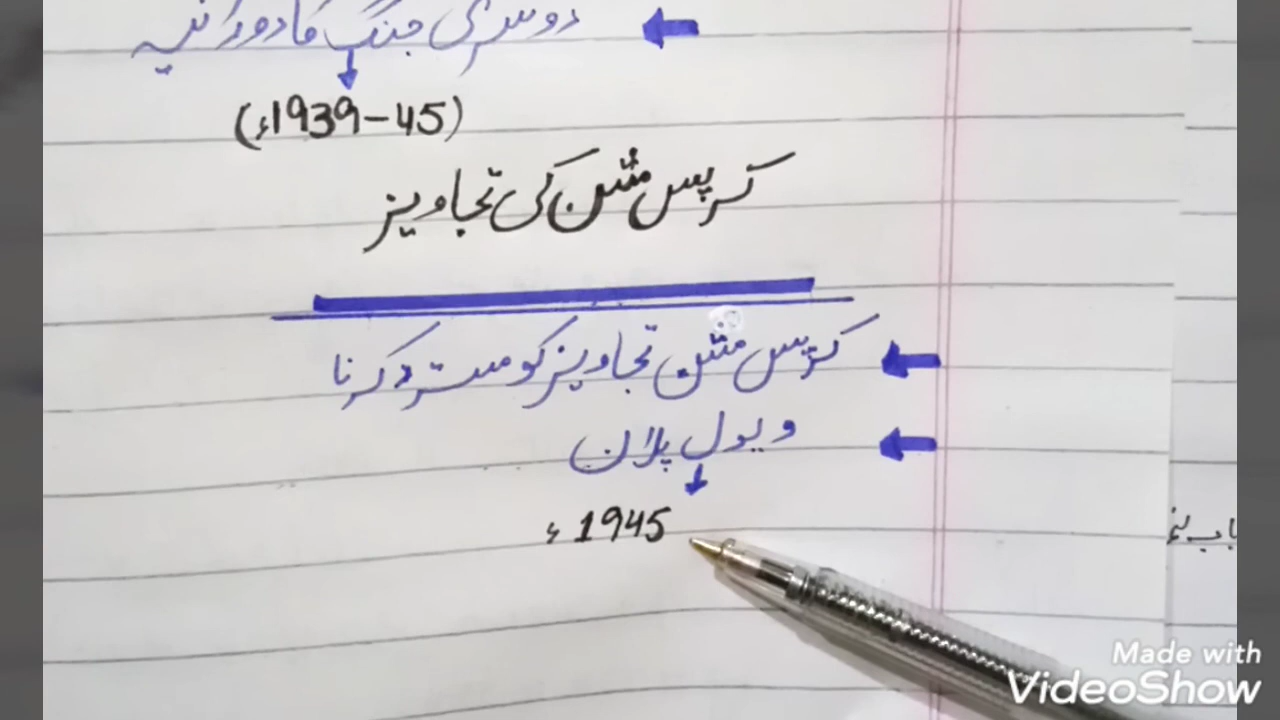 دوسری جنگ کا دورانیہ
(1939-45ء)
کرپس مشن کی تجاویز
کرپس مشن تجاویز کو مسترد کرنا
ویول پلان
1945ء
Made with
VideoShow